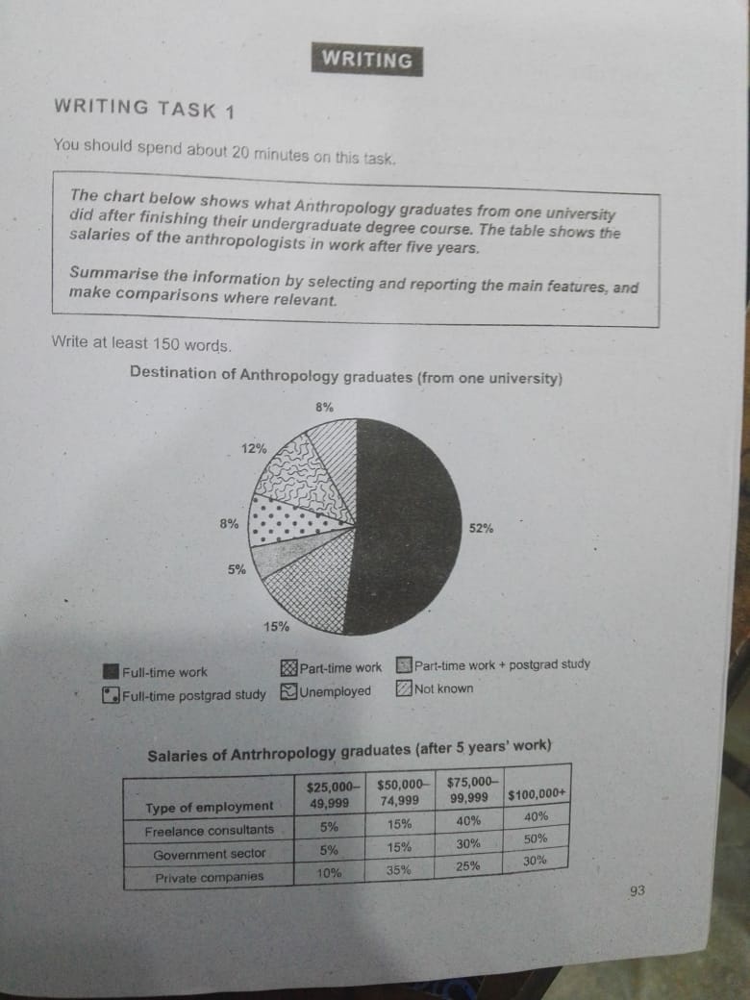 WRITING
WRITING TASK 1
You should spend about 20 minutes on this task.
The chart below shows what Anthropology graduates from one university
did after finishing their undergraduate degree course. The table shows the
salaries of the anthropologists in work after five years.
Summarise the information by selecting and reporting the main features, and
make comparisons where relevant.
Write at least 150 words.
Destination of Anthropology graduates (from one university)
8%
12%
8%
52%
5%
15%
Full-time work Part-time work Part-time work + postgrad study
Full-time postgrad study Unemployed Not known
Salaries of Antrhropology graduates (after 5 years' work)
Type of employment $25,000– $50,000– $75,000– $100,000+
49,999 74,999 99,999
Freelance consultants 5% 15% 40% 40%
Government sector 5% 15% 30% 50%
Private companies 10% 35% 25% 30%
93